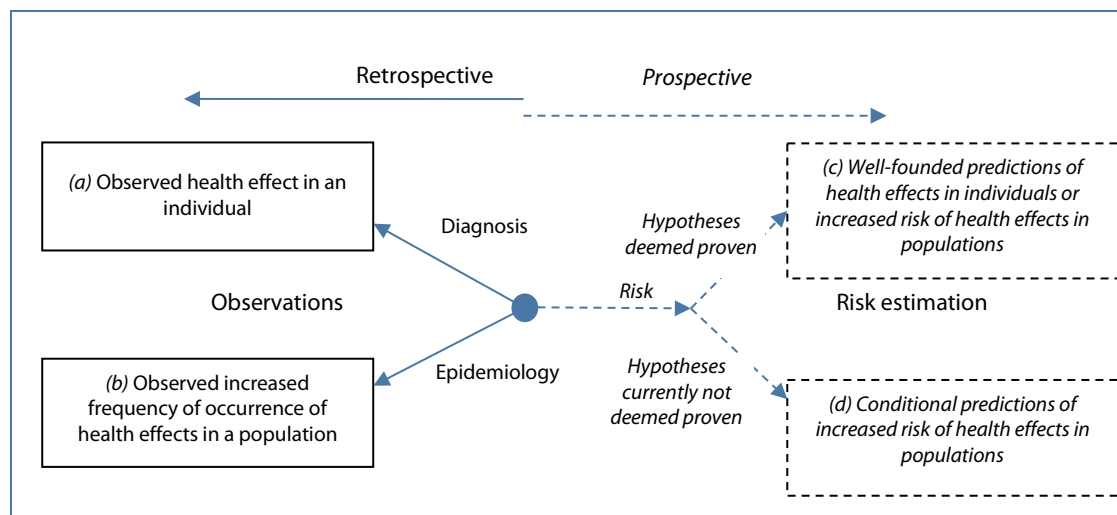 Retrospective
Prospective
(a) Observed health effect in an
individual
(c) Well-founded predictions of
health effects in individuals or
increased risk of health effects in
populations
Diagnosis
Hypotheses
deemed proven
Observations
Risk
Risk estimation
Epidemiology
Hypotheses
currently not
deemed proven
(b) Observed increased
frequency of occurrence of
health effects in a population
(d) Conditional predictions of
increased risk of health effects in
populations